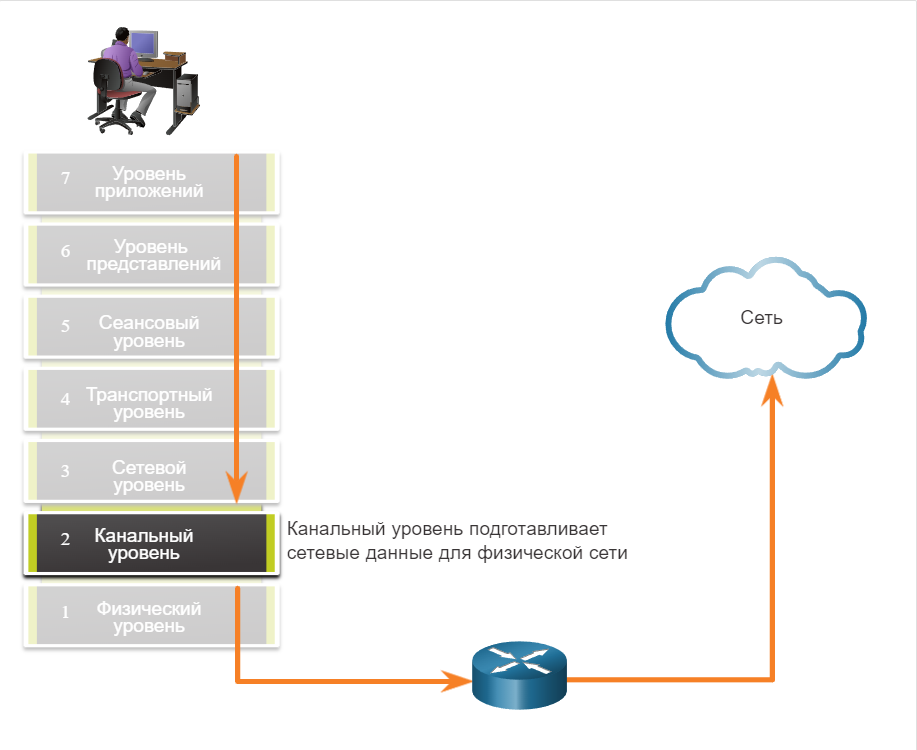 7 Уровень
приложений
6 Уровень
представлений
5 Сеансовый
уровень
4 Транспортный
уровень
3 Сетевой
уровень
2 Канальный
уровень
Канальный уровень подготавливает
сетевые данные для физической сети
1 Физический
уровень
Сеть